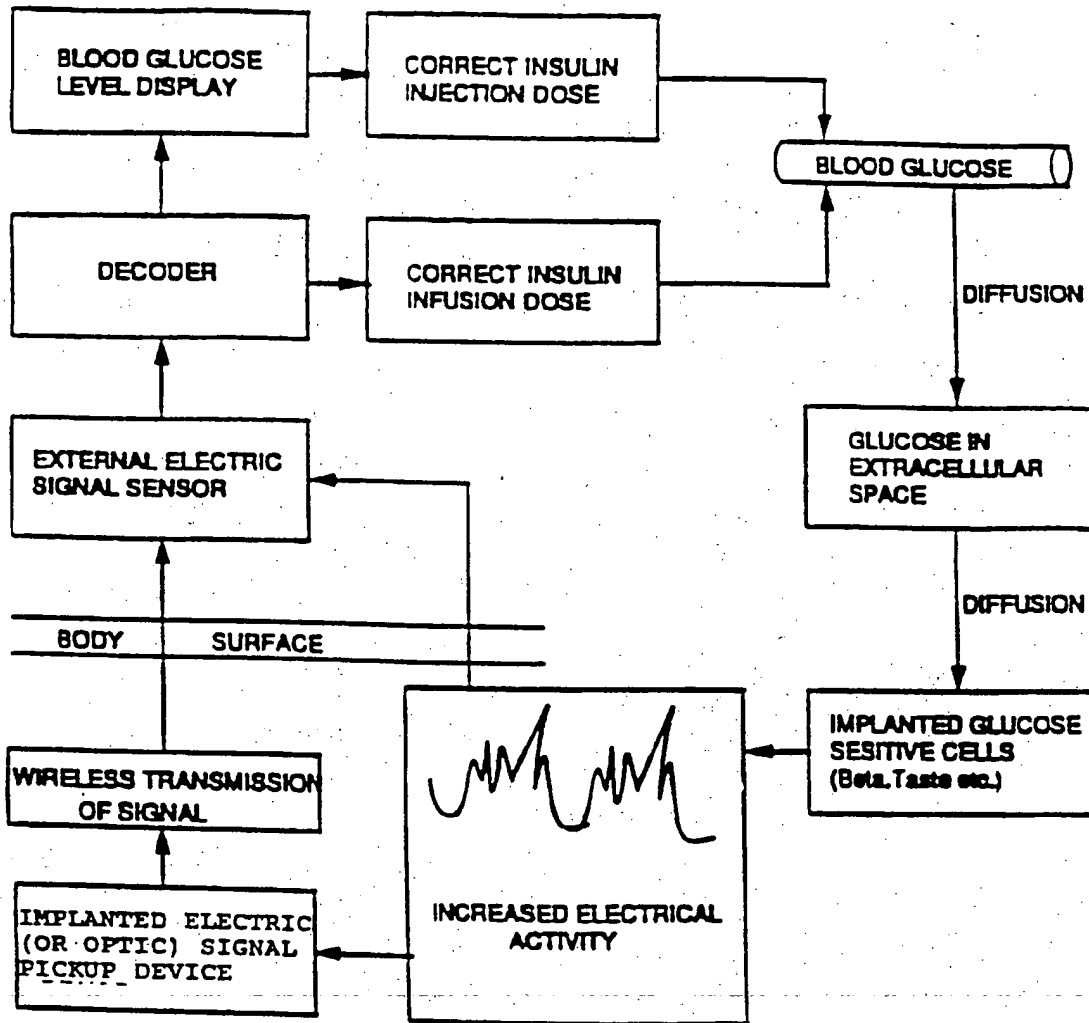 BLOOD GLUCOSE
LEVEL DISPLAY
CORRECT INSULIN
INJECTION DOSE
BLOOD GLUCOSE
DECODER
CORRECT INSULIN
INFUSION DOSE
DIFFUSION
EXTERNAL ELECTRIC
SIGNAL SENSOR
GLUCOSE IN
EXTRACELLULAR
SPACE
DIFFUSION
BODY SURFACE
IMPLANTED GLUCOSE
SESITIVE CELLS
(Beta.Taste etc.)
WIRELESS TRANSMISSION
OF SIGNAL
INCREASED ELECTRICAL
ACTIVITY
IMPLANTED ELECTRIC
(OR OPTIC) SIGNAL
PICKUP DEVICE